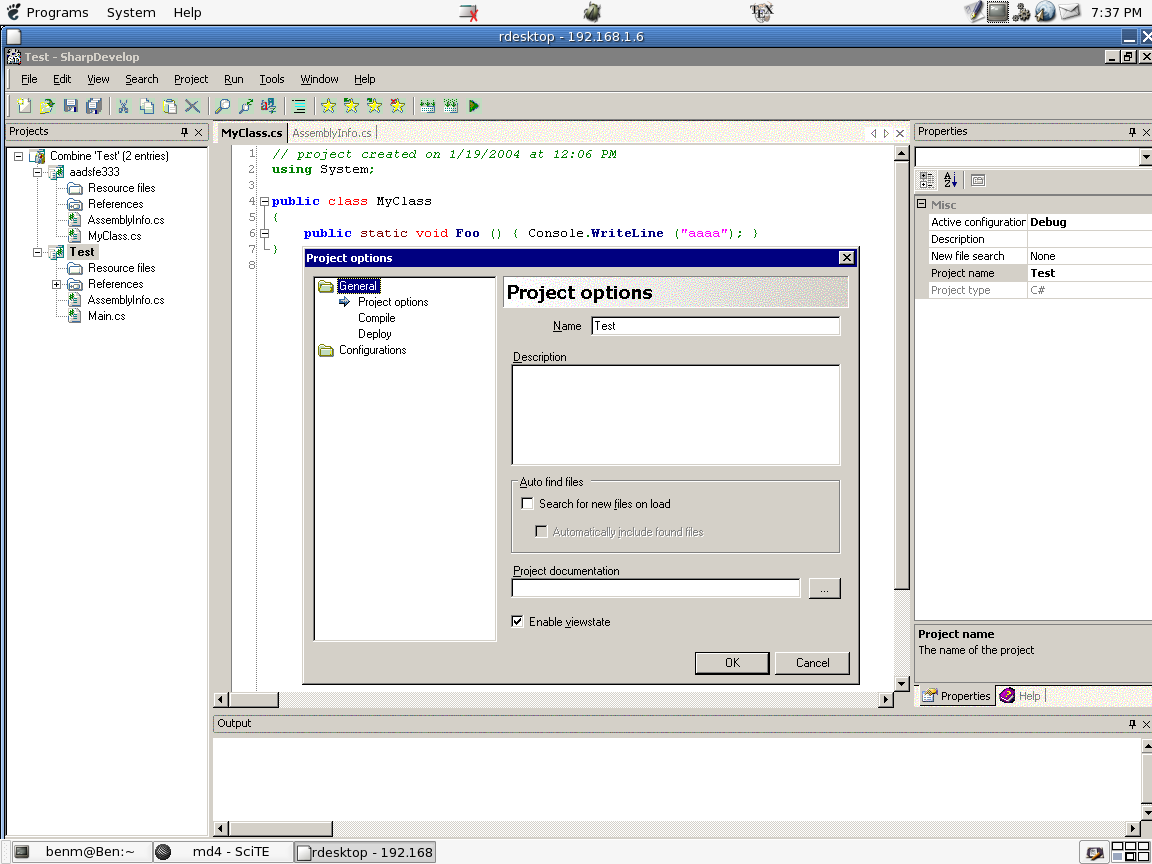 Programs System Help 7:37 PM
rdesktop - 192.168.1.6
Test - SharpDevelop
File Edit View Search Project Run Tools Window Help
Projects
Combine 'Test' (2 entries)
aadsfe333
Resource files
References
AssemblyInfo.cs
MyClass.cs
Test
Resource files
References
AssemblyInfo.cs
Main.cs
MyClass.cs AssemblyInfo.cs
1 // project created on 1/19/2004 at 12:06 PM
2 using System;
3
4 public class MyClass
5 {
6 public static void Foo () { Console.WriteLine ("aaaa"); }
7 }
8
Project options
General
Project options
Compile
Deploy
Configurations
Project options
Name Test
Description
Auto find files
Search for new files on load
Automatically include found files
Project documentation
...
Enable viewstate
OK Cancel
Properties
Misc
Active configuration Debug
Description
New file search None
Project name Test
Project type C#
Project name
The name of the project
Properties Help
Output
benm@Ben:~ md4 - SciTE rdesktop - 192.168